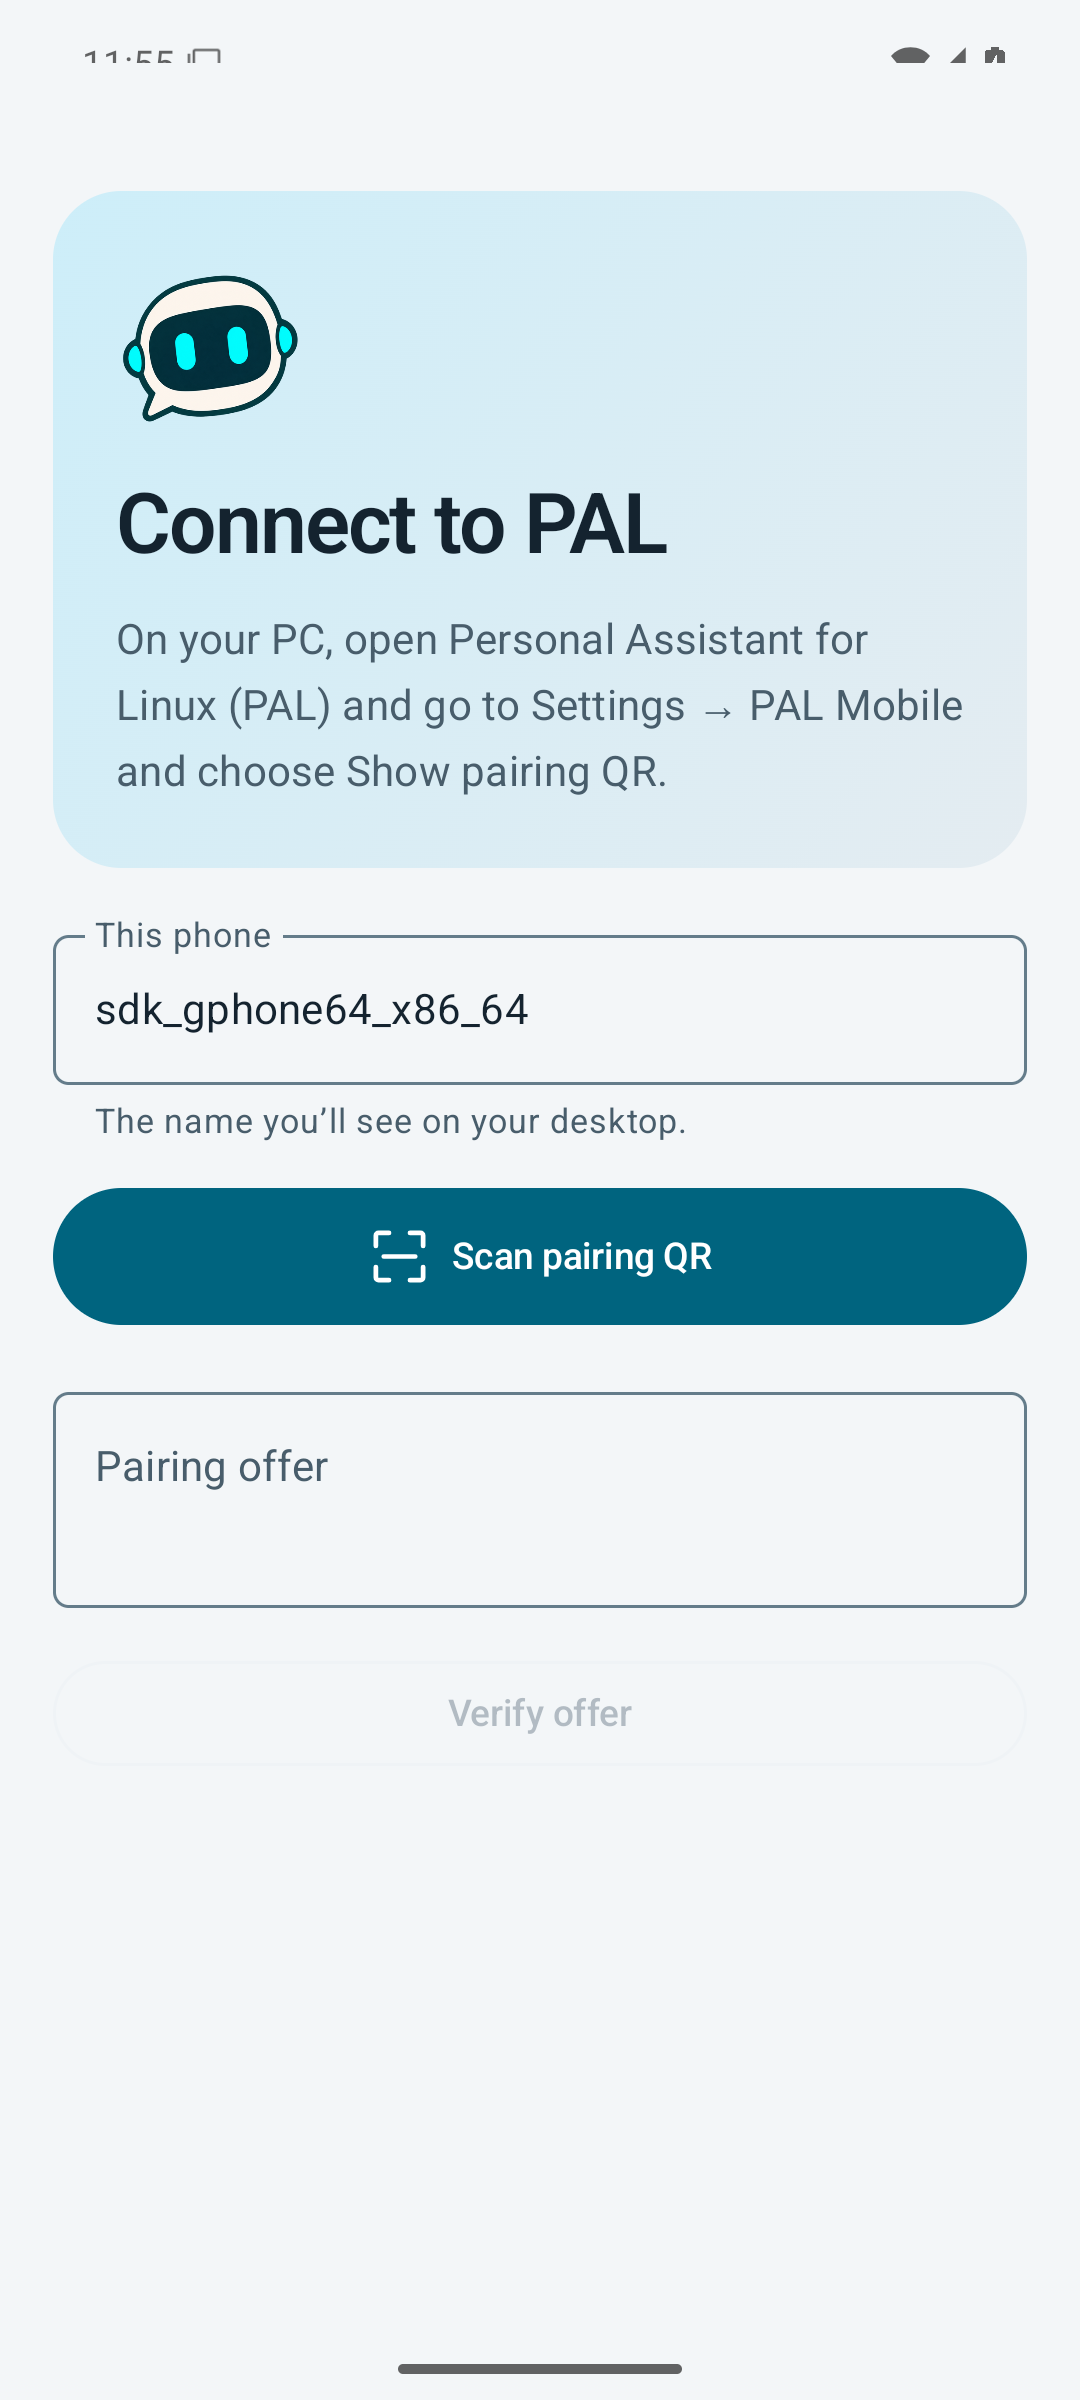 11:55
Connect to PAL
On your PC, open Personal Assistant for
Linux (PAL) and go to Settings → PAL Mobile
and choose Show pairing QR.
This phone
sdk_gphone64_x86_64
The name you’ll see on your desktop.
Scan pairing QR
Pairing offer
Verify offer